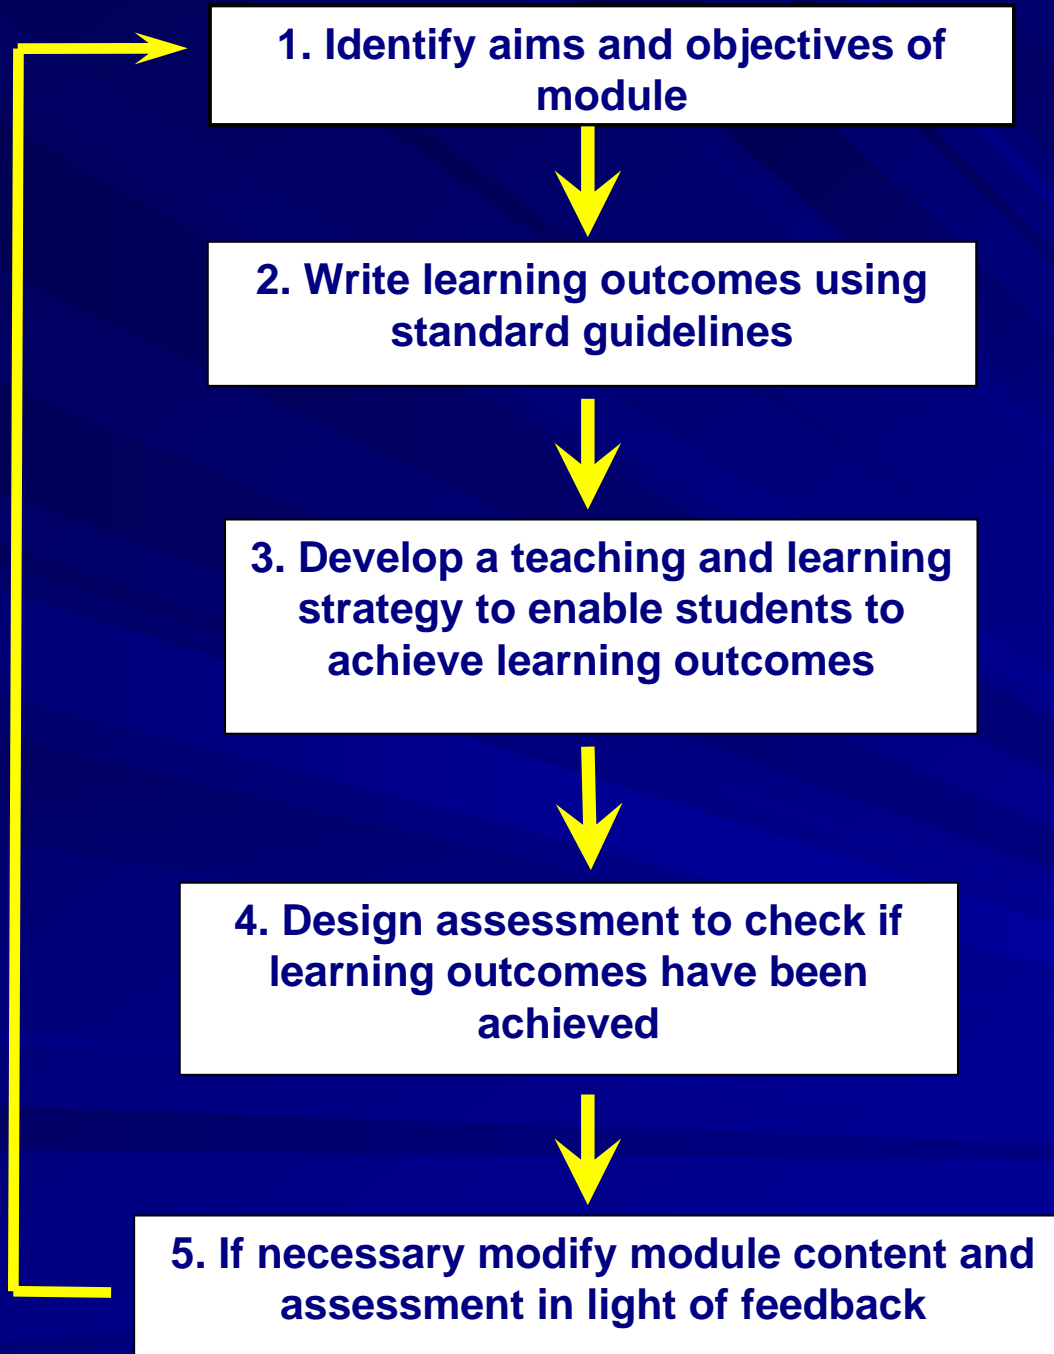 1. Identify aims and objectives of
module
2. Write learning outcomes using
standard guidelines
3. Develop a teaching and learning
strategy to enable students to
achieve learning outcomes
4. Design assessment to check if
learning outcomes have been
achieved
5. If necessary modify module content and
assessment in light of feedback